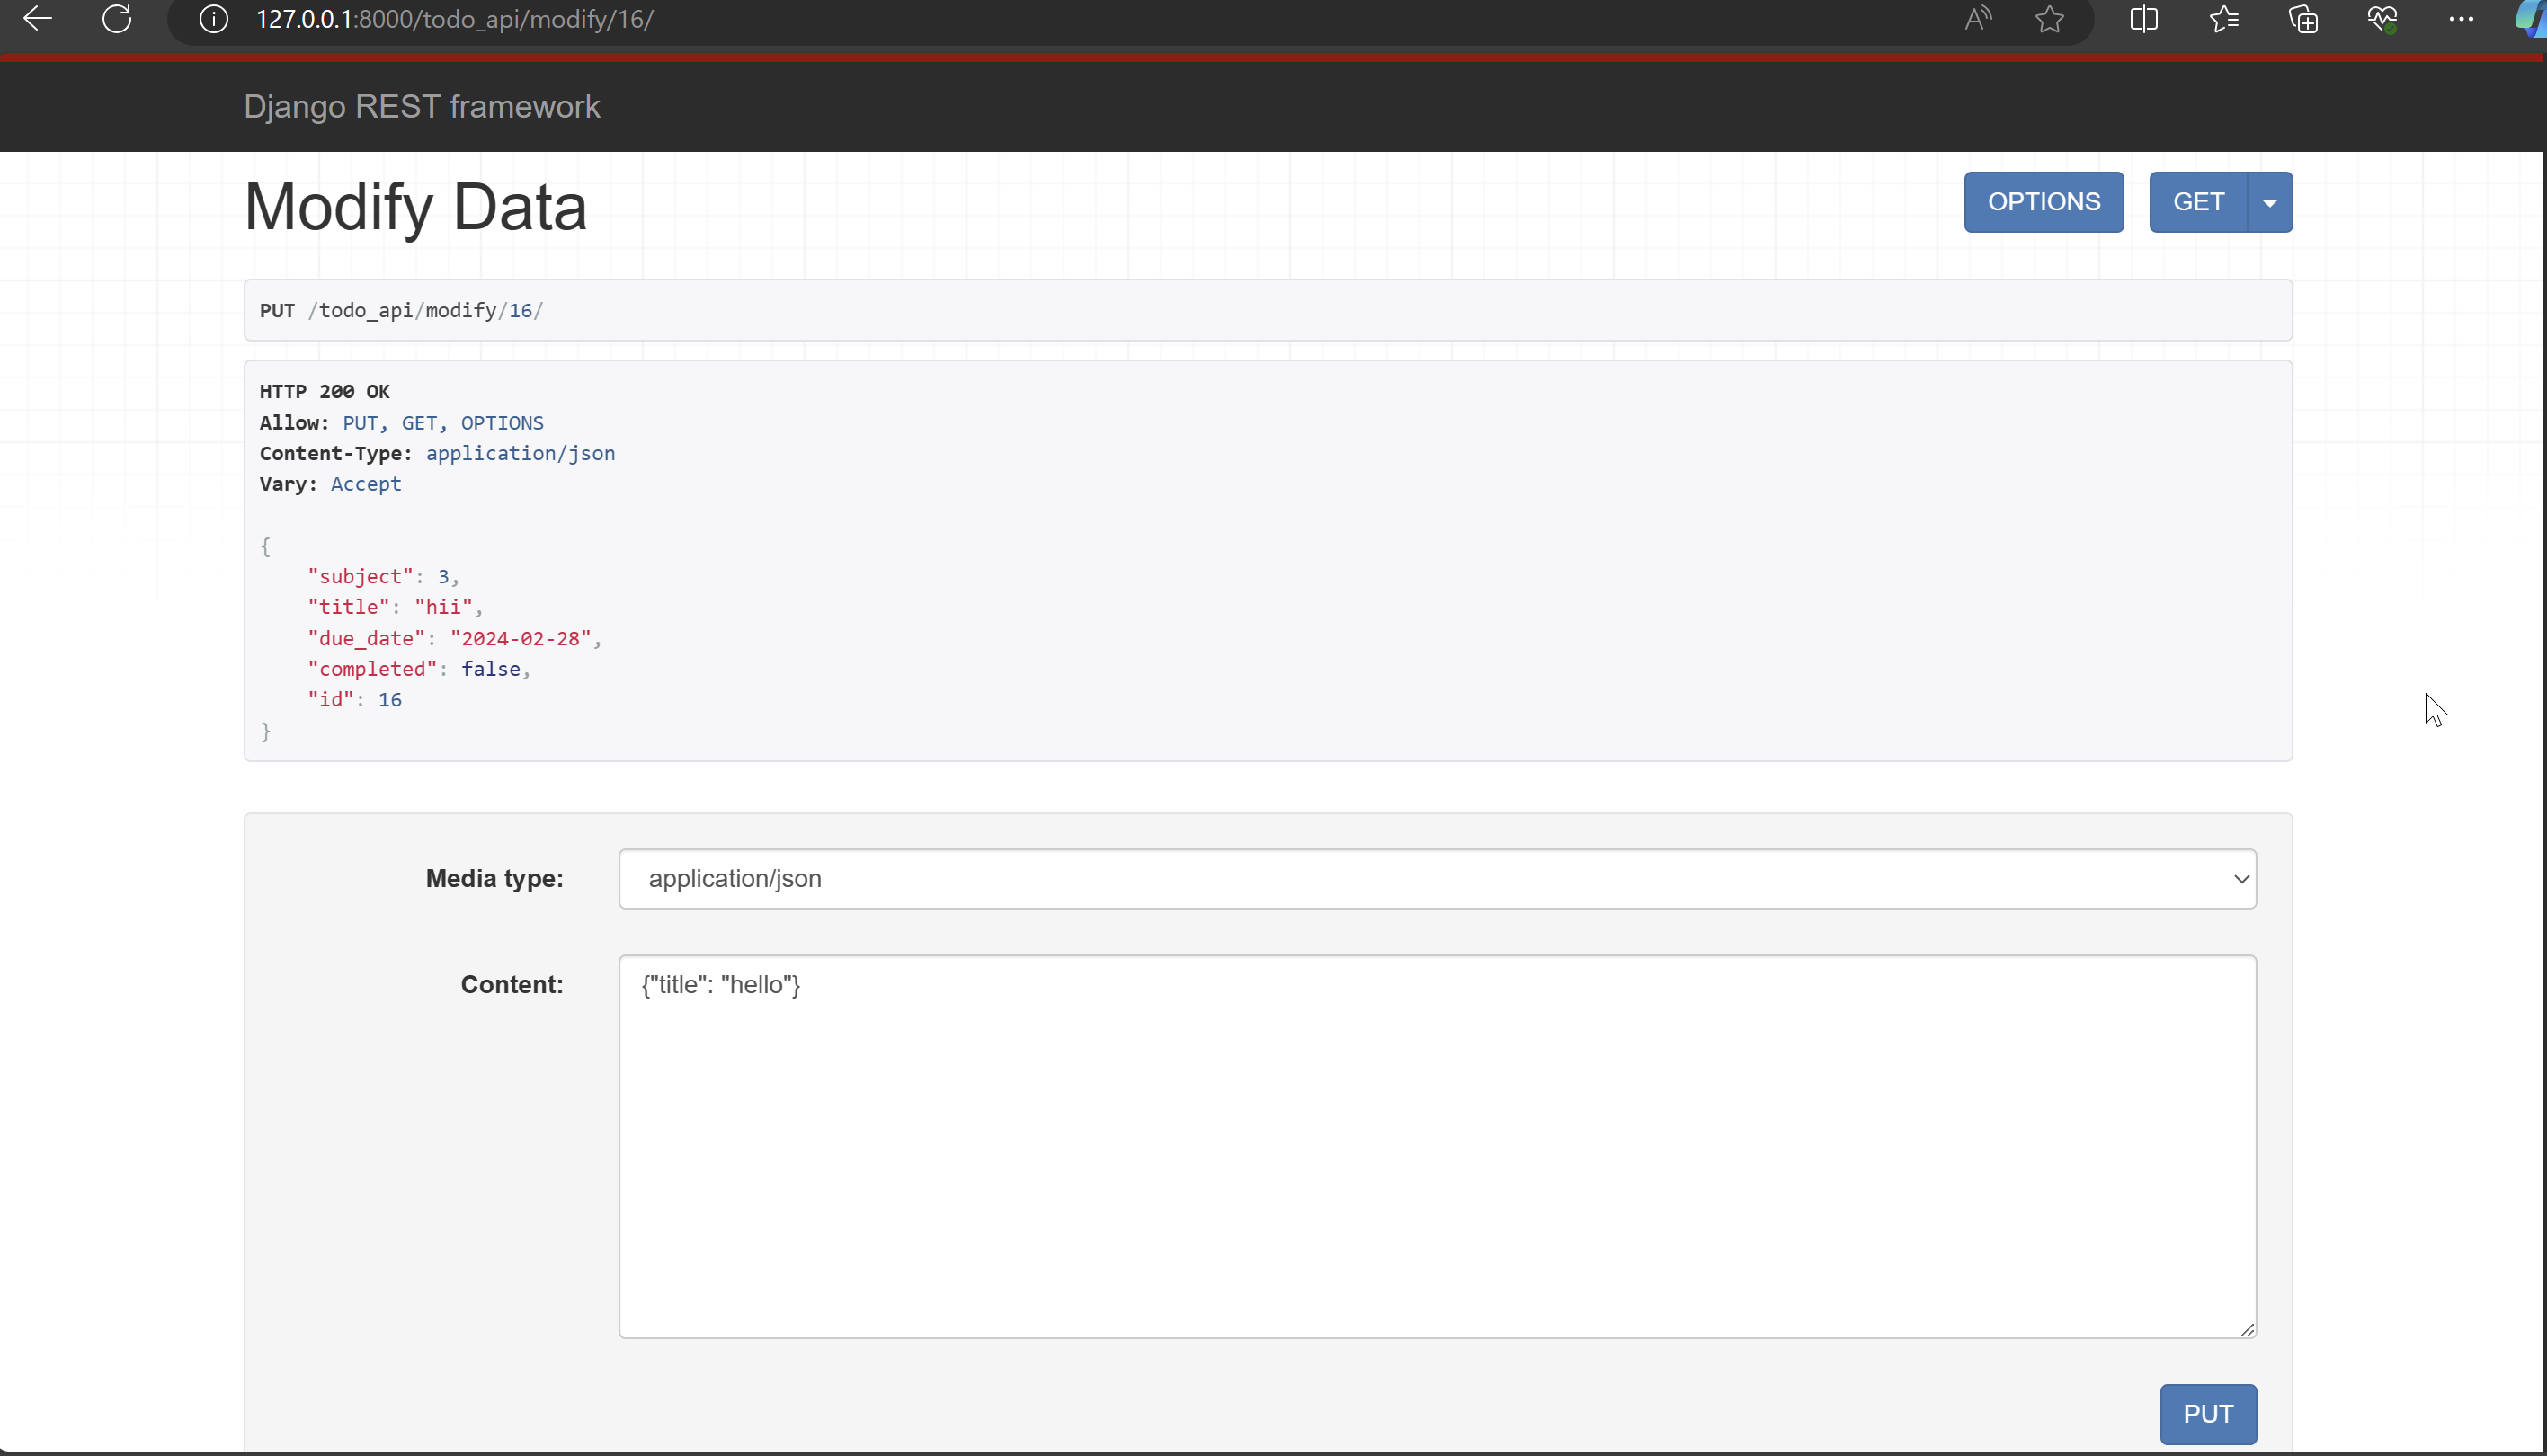 127.0.0.1:8000/todo_api/modify/16/
Django REST framework
Modify Data
OPTIONS
GET
PUT /todo_api/modify/16/
HTTP 200 OK
Allow: PUT, GET, OPTIONS
Content-Type: application/json
Vary: Accept
{
"subject": 3,
"title": "hii",
"due_date": "2024-02-28",
"completed": false,
"id": 16
}
Media type:
application/json
Content:
{"title": "hello"}
PUT